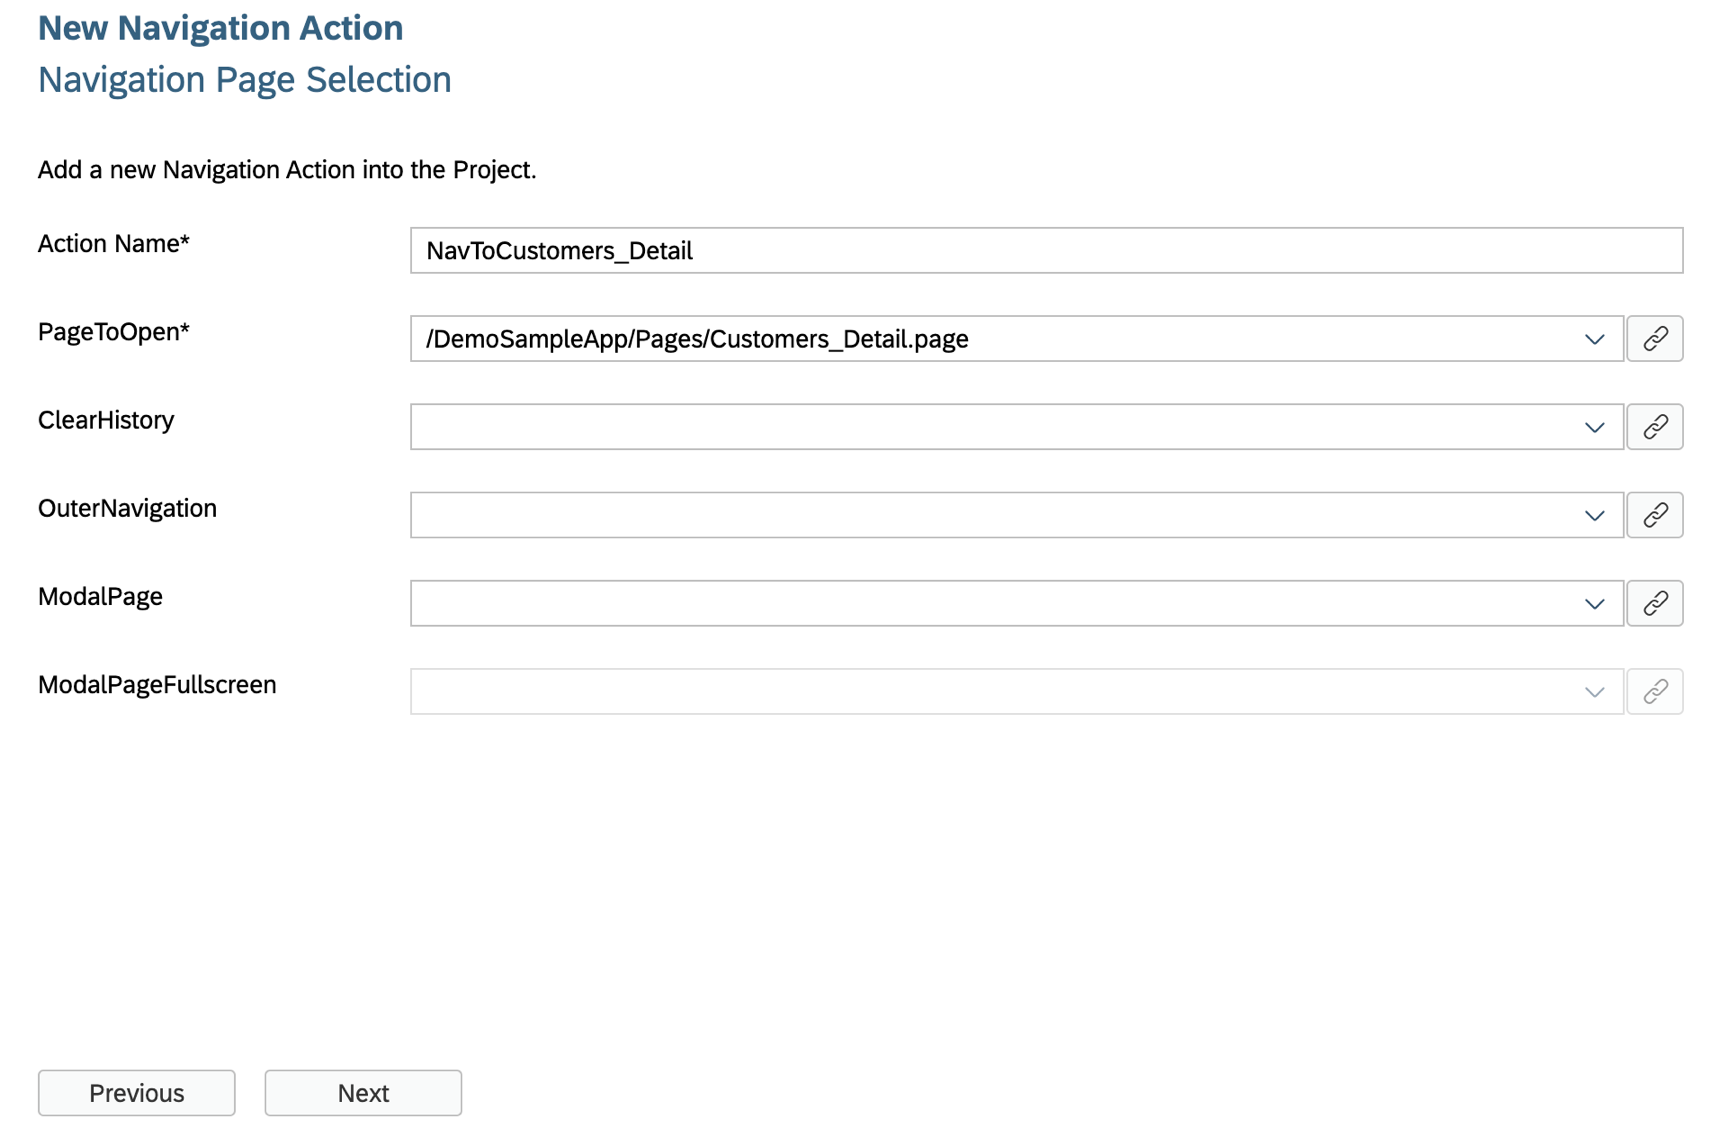 New Navigation Action
Navigation Page Selection
Add a new Navigation Action into the Project.
Action Name*
NavToCustomers_Detail
PageToOpen*
/DemoSampleApp/Pages/Customers_Detail.page
ClearHistory
OuterNavigation
ModalPage
ModalPageFullscreen
Previous
Next